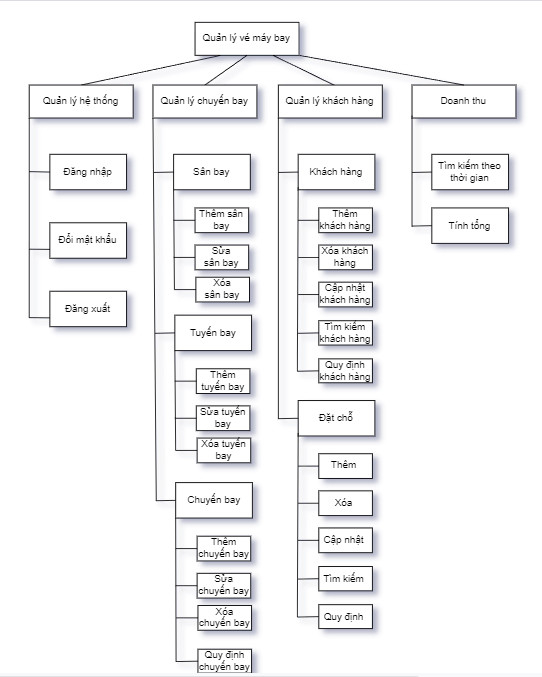 Quản lý vé máy bay
Quản lý hệ thống
Đăng nhập
Đổi mật khẩu
Đăng xuất
Quản lý chuyến bay
Sân bay
Thêm sân
bay
Sửa
sân bay
Xóa
sân bay
Tuyến bay
Thêm
tuyến bay
Sửa tuyến
bay
Xóa tuyến
bay
Chuyến bay
Thêm
chuyến bay
Sửa
chuyến bay
Xóa
chuyến bay
Quy định
chuyến bay
Quản lý khách hàng
Khách hàng
Thêm
khách hàng
Xóa khách
hàng
Cập nhật
khách hàng
Tìm kiếm
khách hàng
Quy định
khách hàng
Đặt chỗ
Thêm
Xóa
Cập nhật
Tìm kiếm
Quy định
Doanh thu
Tìm kiếm theo
thời gian
Tính tổng